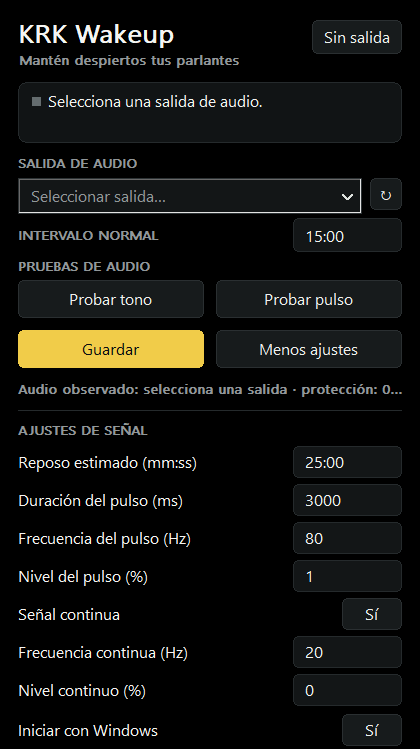 KRK Wakeup
Sin salida
Mantén despiertos tus parlantes
Selecciona una salida de audio.
SALIDA DE AUDIO
Seleccionar salida...
↻
INTERVALO NORMAL
15:00
PRUEBAS DE AUDIO
Probar tono
Probar pulso
Guardar
Menos ajustes
Audio observado: selecciona una salida · protección: 0...
AJUSTES DE SEÑAL
Reposo estimado (mm:ss)
25:00
Duración del pulso (ms)
3000
Frecuencia del pulso (Hz)
80
Nivel del pulso (%)
1
Señal continua
Sí
Frecuencia continua (Hz)
20
Nivel continuo (%)
0
Iniciar con Windows
Sí